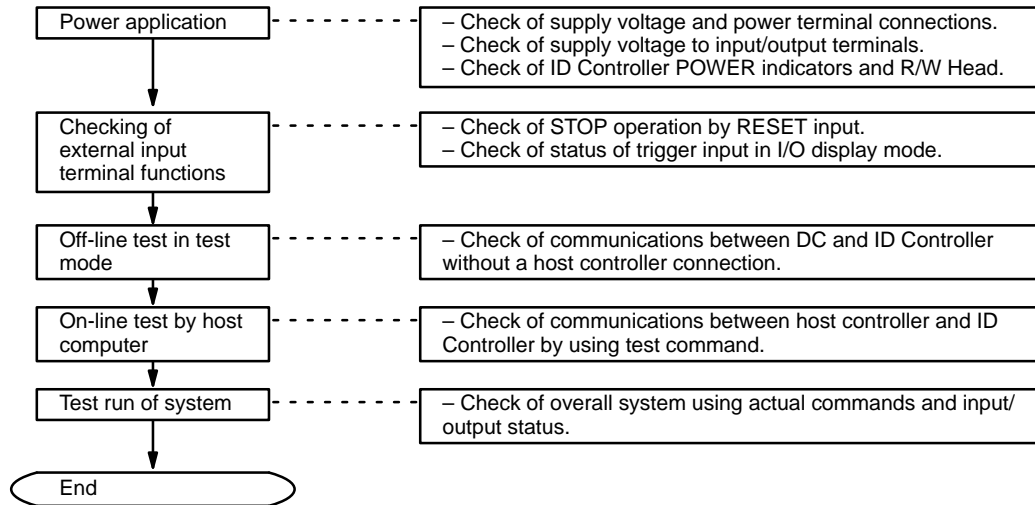 Power application
– Check of supply voltage and power terminal connections.
– Check of supply voltage to input/output terminals.
– Check of ID Controller POWER indicators and R/W Head.
Checking of
external input
terminal functions
– Check of STOP operation by RESET input.
– Check of status of trigger input in I/O display mode.
Off-line test in test
mode
– Check of communications between DC and ID Controller
without a host controller connection.
On-line test by host
computer
– Check of communications between host controller and ID
Controller by using test command.
Test run of system
– Check of overall system using actual commands and input/
output status.
End